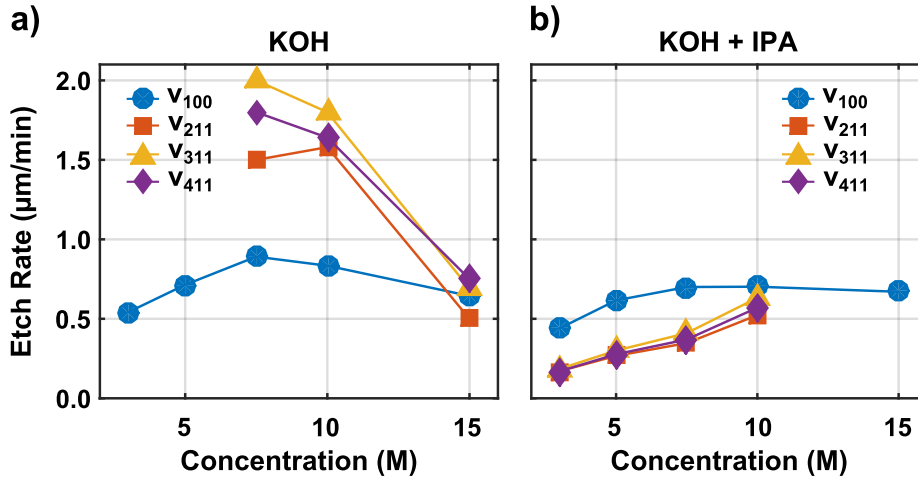 a)
KOH
2.0
1.5
1.0
0.5
0.0
Etch Rate (μm/min)
v100
v211
v311
v411
5
10
15
Concentration (M)
b)
KOH + IPA
v100
v211
v311
v411
5
10
15
Concentration (M)